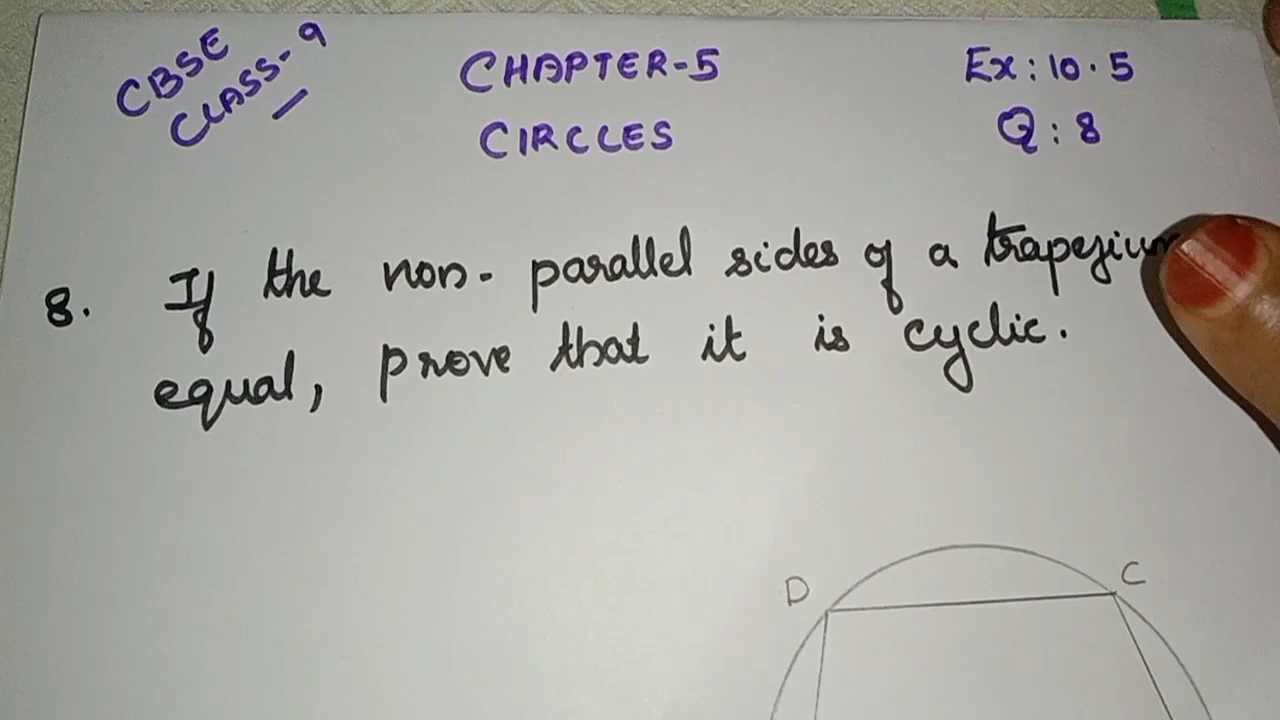 CBSE
CLASS-9
CHAPTER-5
CIRCLES
Ex: 10.5
Q: 8
8. If the non-parallel sides of a trapezium
equal, prove that it is cyclic.
D
C